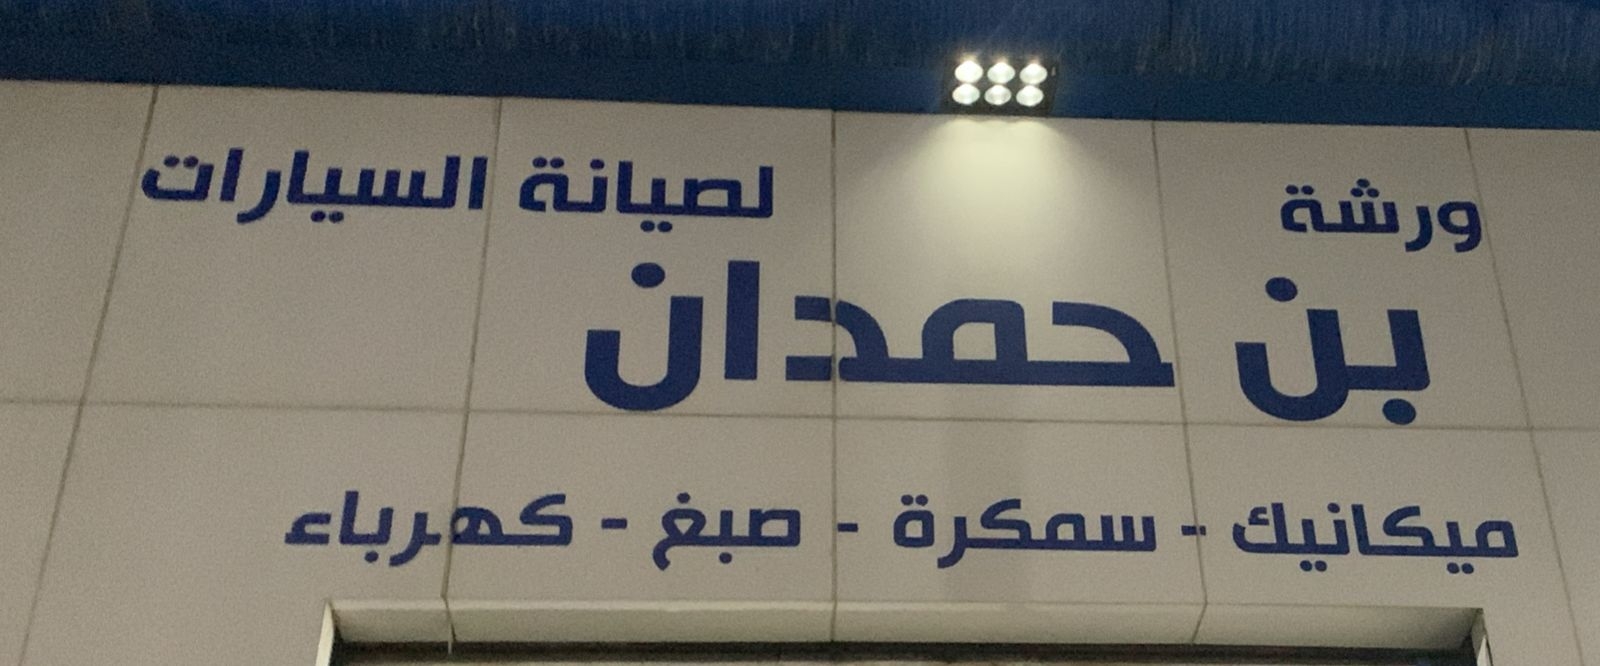 ورشة لصيانة السيارات
بن حمدان
ميكانيك - سمكرة - صبغ - كهرباء